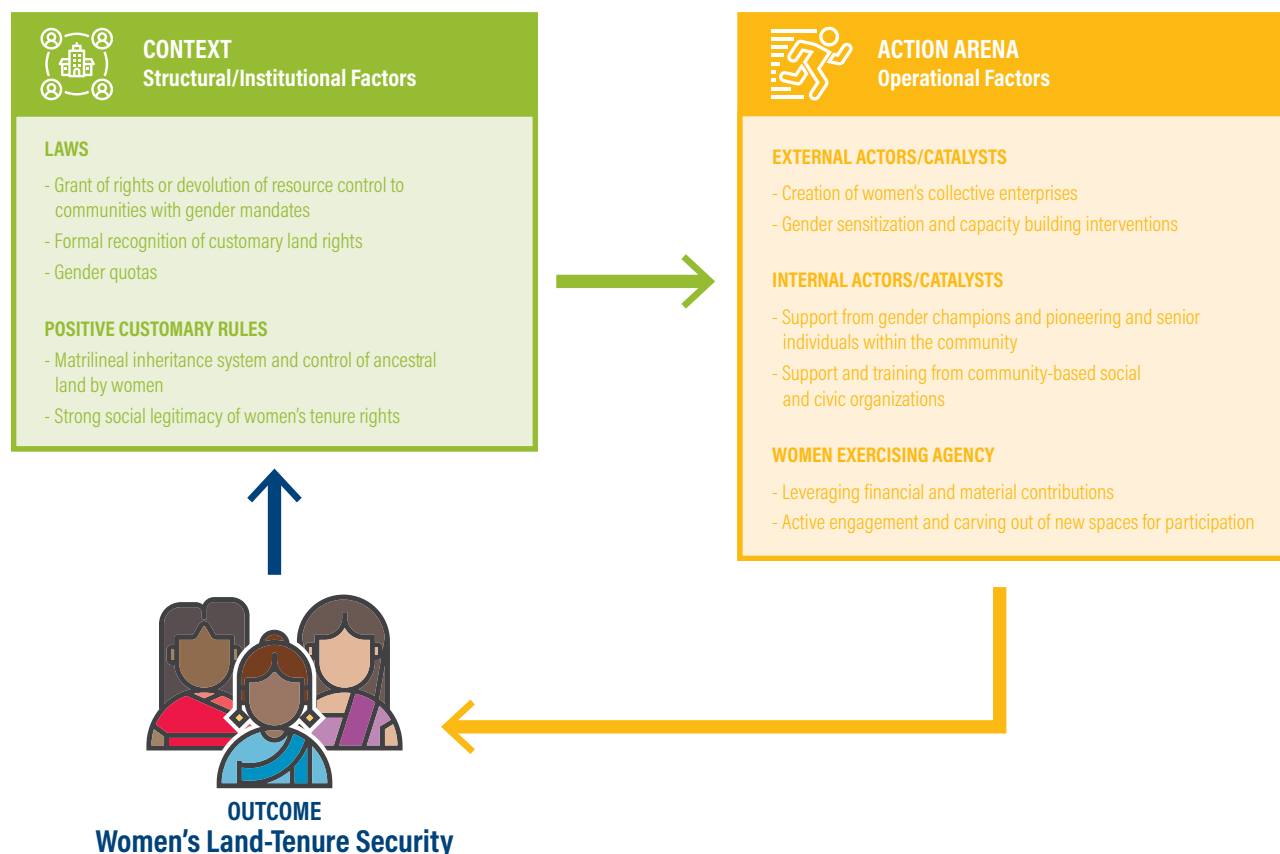 CONTEXT
Structural/Institutional Factors
LAWS
- Grant of rights or devolution of resource control to
communities with gender mandates
- Formal recognition of customary land rights
- Gender quotas
POSITIVE CUSTOMARY RULES
- Matrilineal inheritance system and control of ancestral
land by women
- Strong social legitimacy of women’s tenure rights
ACTION ARENA
Operational Factors
EXTERNAL ACTORS/CATALYSTS
- Creation of women’s collective enterprises
- Gender sensitization and capacity building interventions
INTERNAL ACTORS/CATALYSTS
- Support from gender champions and pioneering and senior
individuals within the community
- Support and training from community-based social
and civic organizations
WOMEN EXERCISING AGENCY
- Leveraging financial and material contributions
- Active engagement and carving out of new spaces for participation
OUTCOME
Women’s Land-Tenure Security